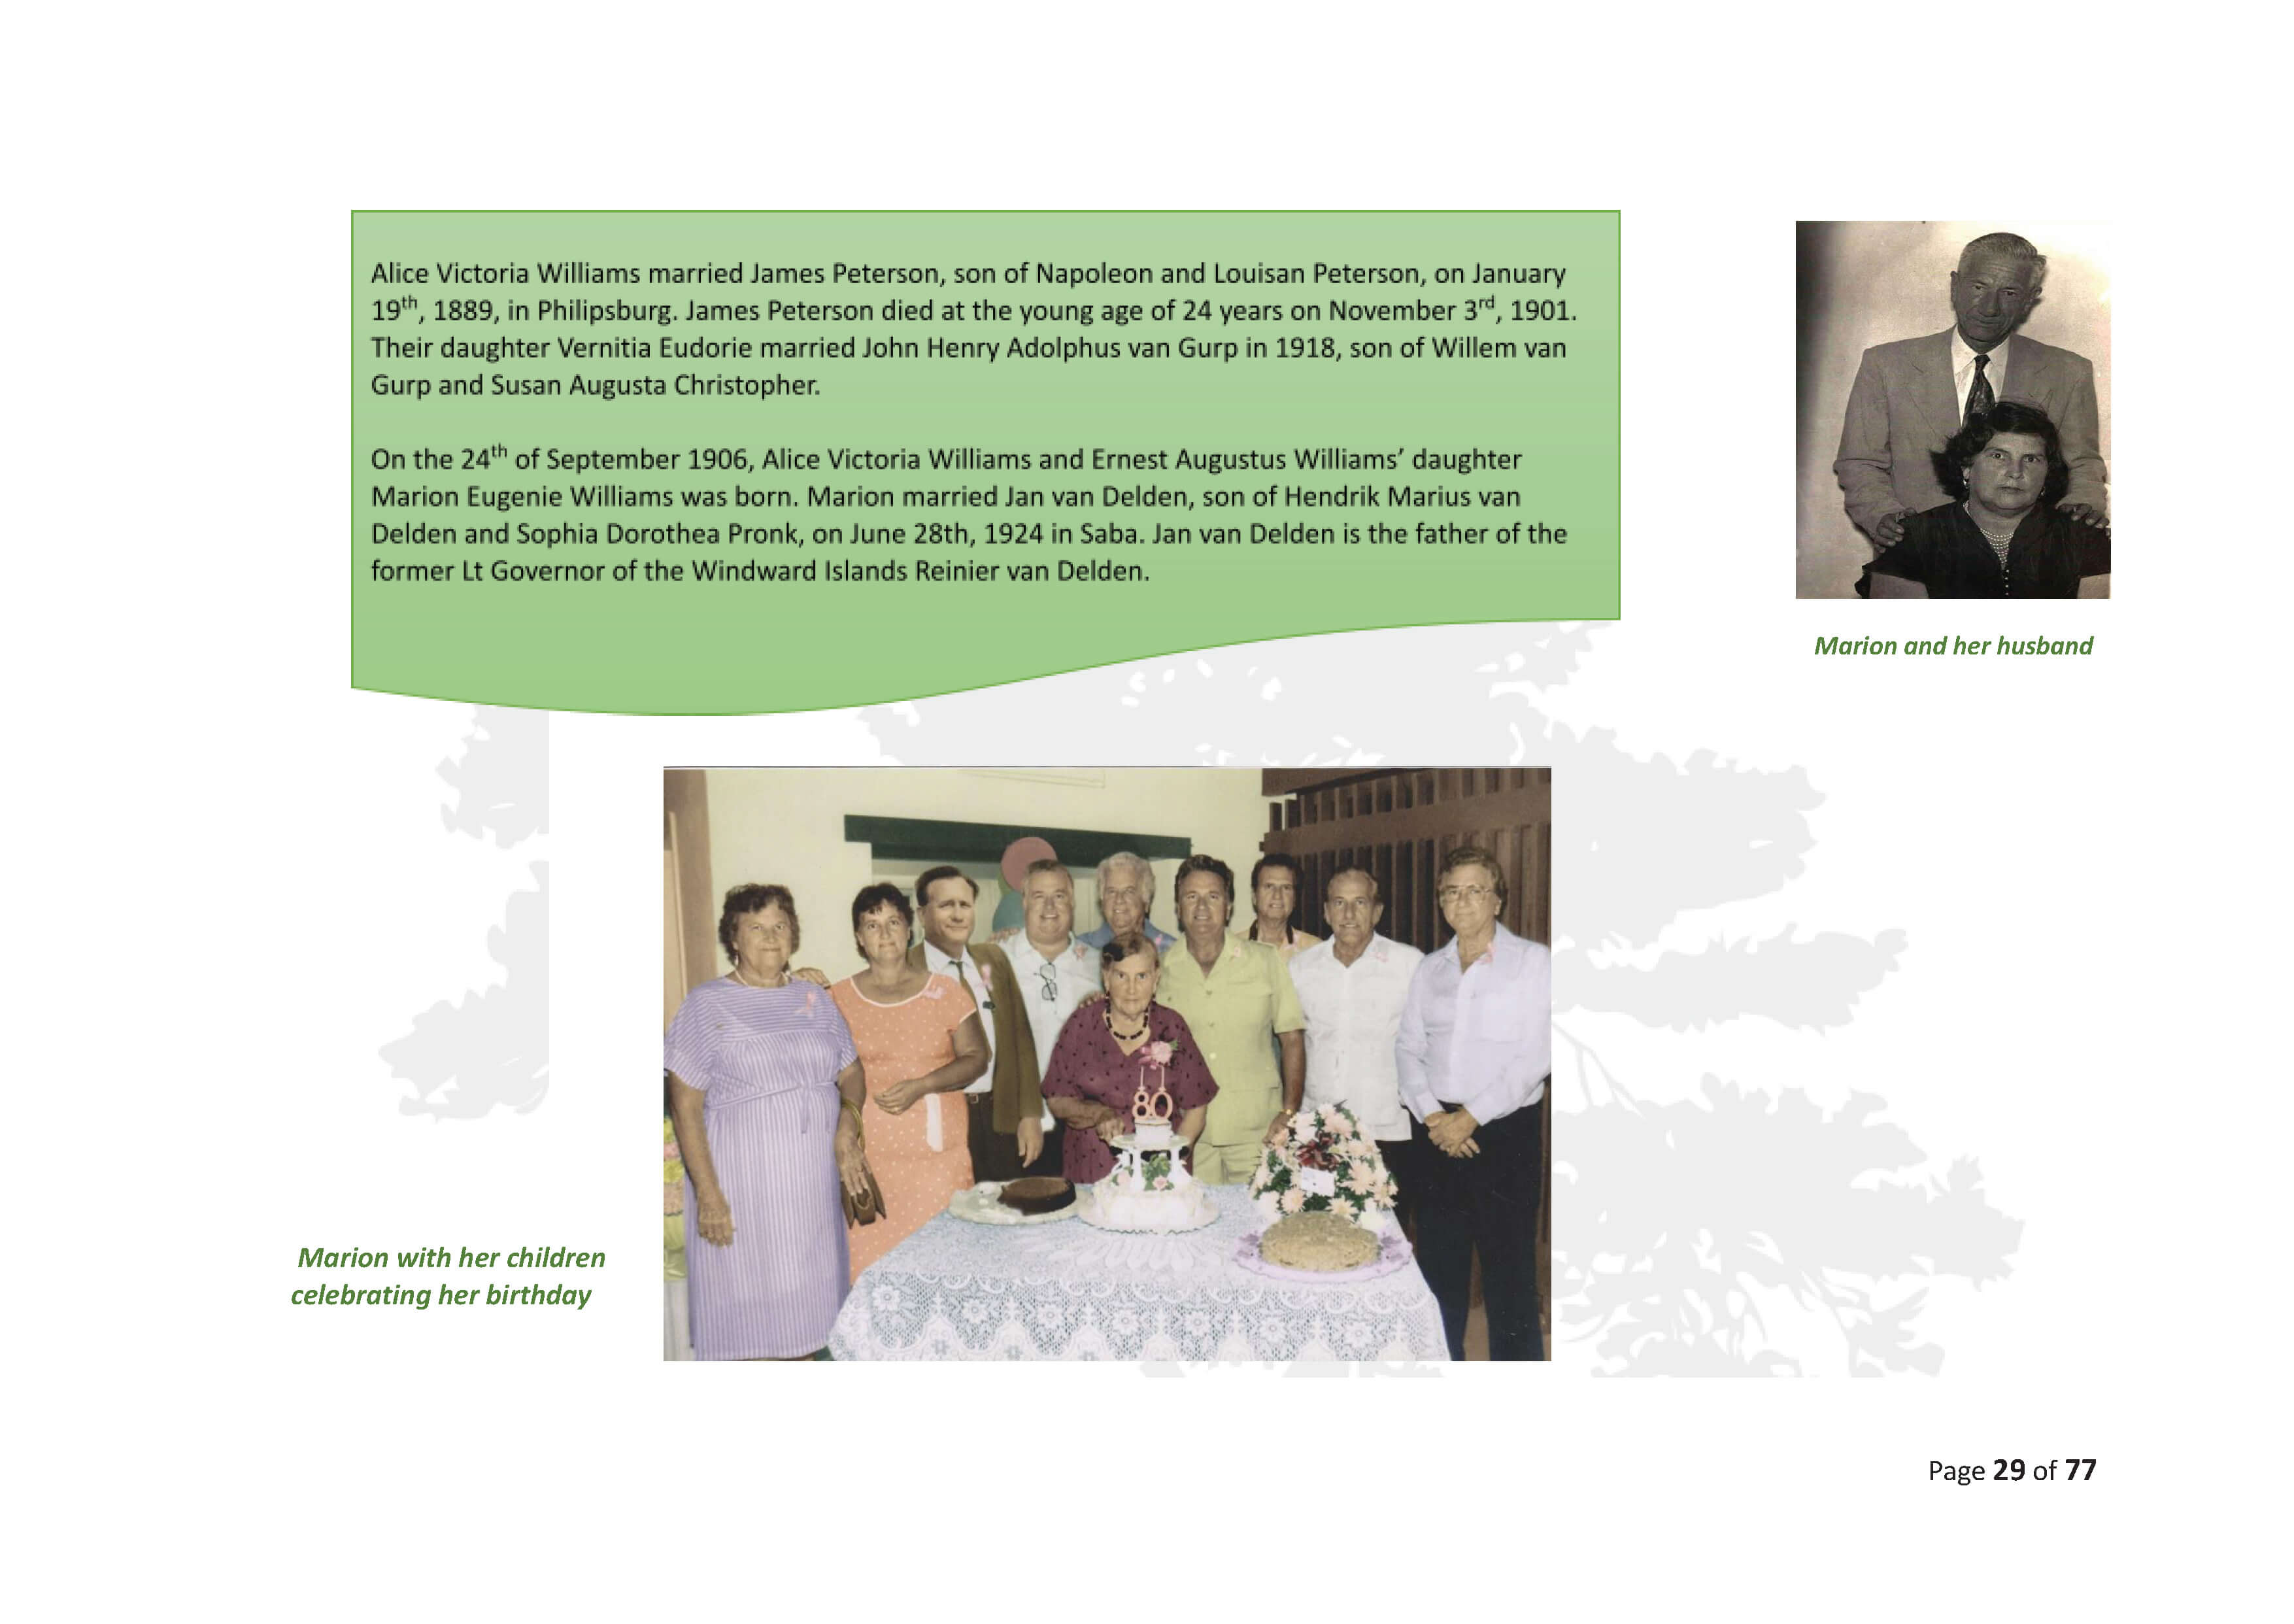 Alice Victoria Williams married James Peterson, son of Napoleon and Louisan Peterson, on January
19th, 1889, in Philipsburg. James Peterson died at the young age of 24 years on November 3rd, 1901.
Their daughter Vernitia Eudorie married John Henry Adolphus van Gurp in 1918, son of Willem van
Gurp and Susan Augusta Christopher.
On the 24th of September 1906, Alice Victoria Williams and Ernest Augustus Williams’ daughter
Marion Eugenie Williams was born. Marion married Jan van Delden, son of Hendrik Marius van
Delden and Sophia Dorothea Pronk, on June 28th, 1924 in Saba. Jan van Delden is the father of the
former Lt Governor of the Windward Islands Reinier van Delden.
Marion and her husband
80
Marion with her children
celebrating her birthday
Page 29 of 77